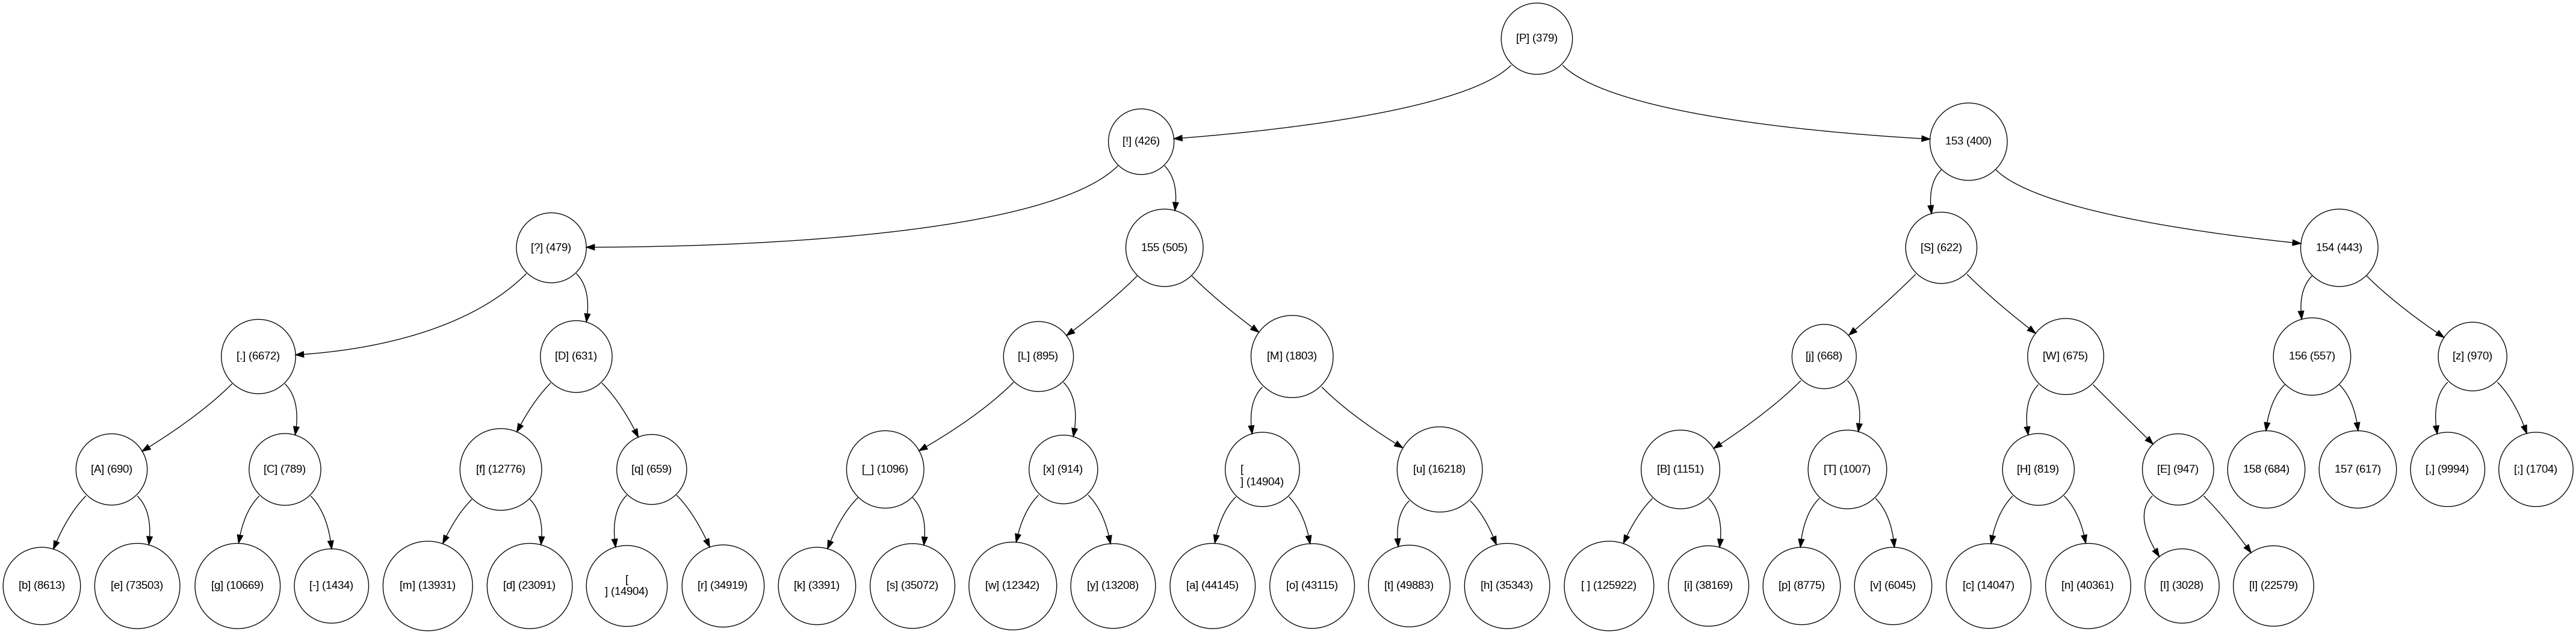 [P] (379)
[!] (426)
153 (400)
[?] (479)
155 (505)
[S] (622)
154 (443)
[.] (6672)
[D] (631)
[L] (895)
[M] (1803)
[j] (668)
[W] (675)
156 (557)
[z] (970)
[A] (690)
[C] (789)
[f] (12776)
[q] (659)
[_] (1096)
[x] (914)
[
] (14904)
[u] (16218)
[B] (1151)
[T] (1007)
[H] (819)
[E] (947)
158 (684)
157 (617)
[,] (9994)
[;] (1704)
[b] (8613)
[e] (73503)
[g] (10669)
[-] (1434)
[m] (13931)
[d] (23091)
[
] (14904)
[r] (34919)
[k] (3391)
[s] (35072)
[w] (12342)
[y] (13208)
[a] (44145)
[o] (43115)
[t] (49883)
[h] (35343)
[ ] (125922)
[i] (38169)
[p] (8775)
[v] (6045)
[c] (14047)
[n] (40361)
[I] (3028)
[l] (22579)